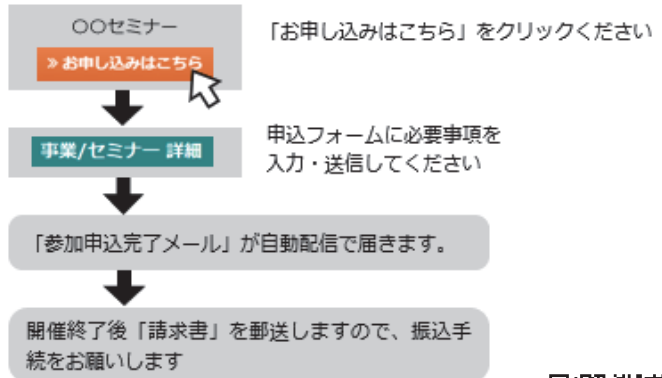 〇〇セミナー
「お申し込みはこちら」をクリックください
» お申し込みはこちら
事業/セミナー 詳細
申込フォームに必要事項を
入力・送信してください
「参加申込完了メール」が自動配信で届きます。
開催終了後「請求書」を郵送しますので、振込手
続をお願いします